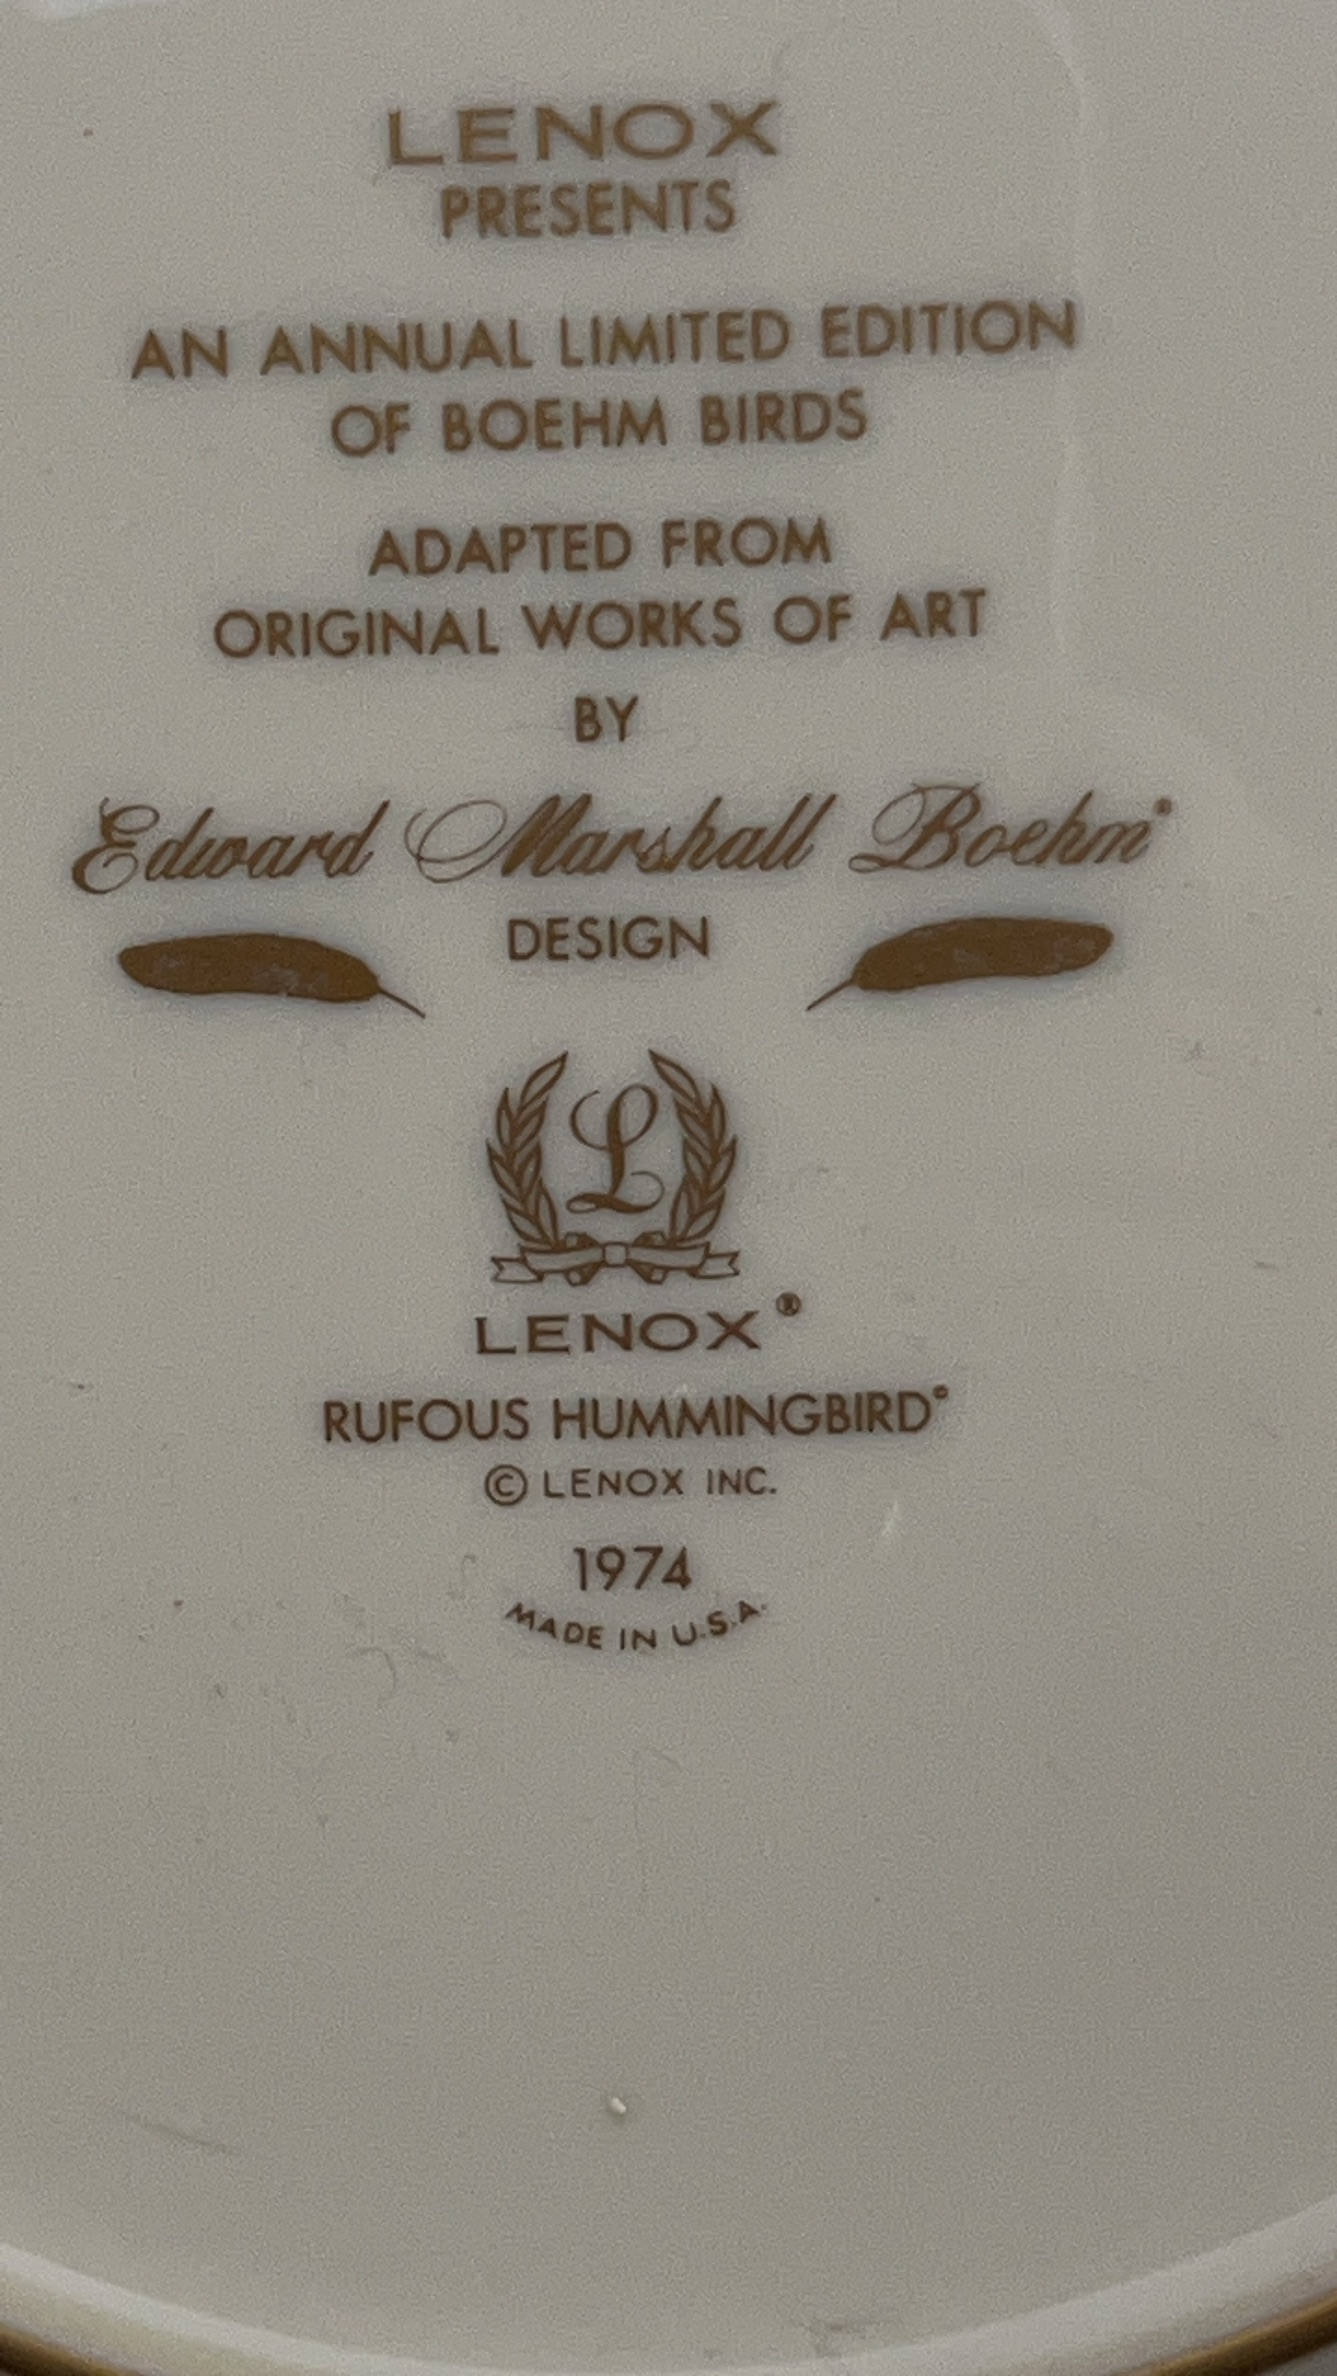 LENOX
PRESENTS
AN ANNUAL LIMITED EDITION
OF BOEHM BIRDS
ADAPTED FROM
ORIGINAL WORKS OF ART
BY
Edward Marshall Boehm®
DESIGN
L
LENOX®
RUFOUS HUMMINGBIRD©
© LENOX INC.
1974
MADE IN U.S.A.